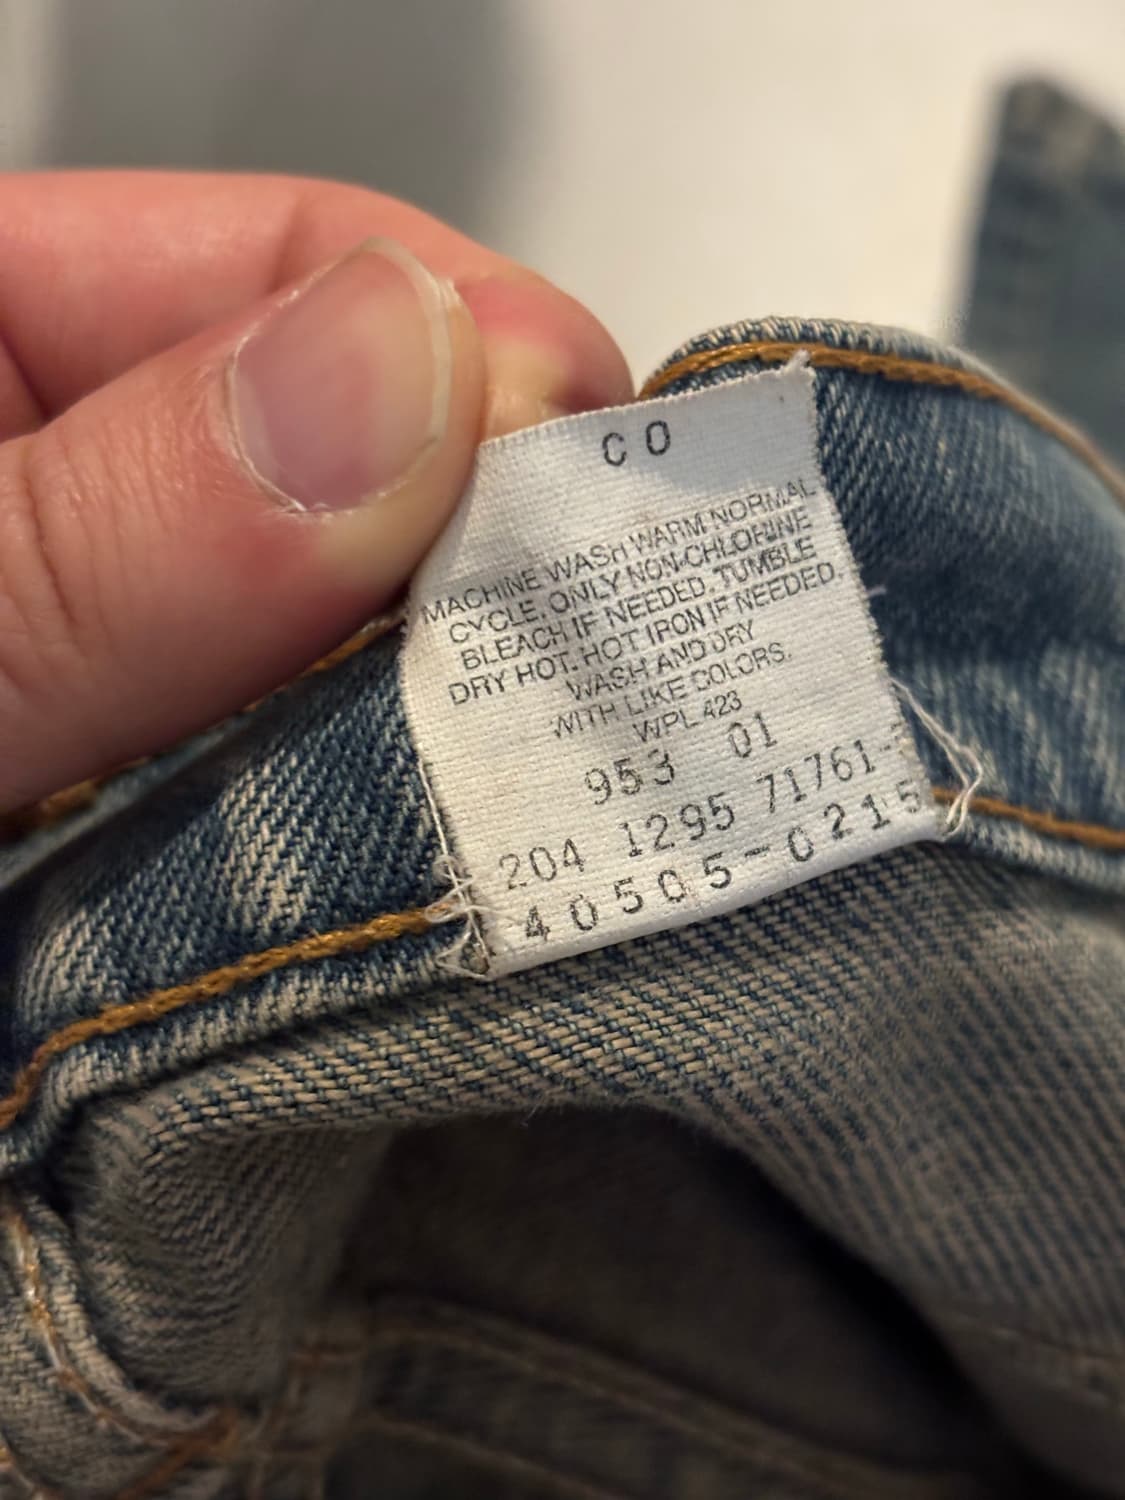 CO
MACHINE WASH WARM NORMAL
CYCLE. ONLY NON-CHLORINE
BLEACH IF NEEDED. TUMBLE
DRY HOT. HOT IRON IF NEEDED.
WASH AND DRY
WITH LIKE COLORS.
WPL 423
953 01
204 1295 71761-
40505-0215